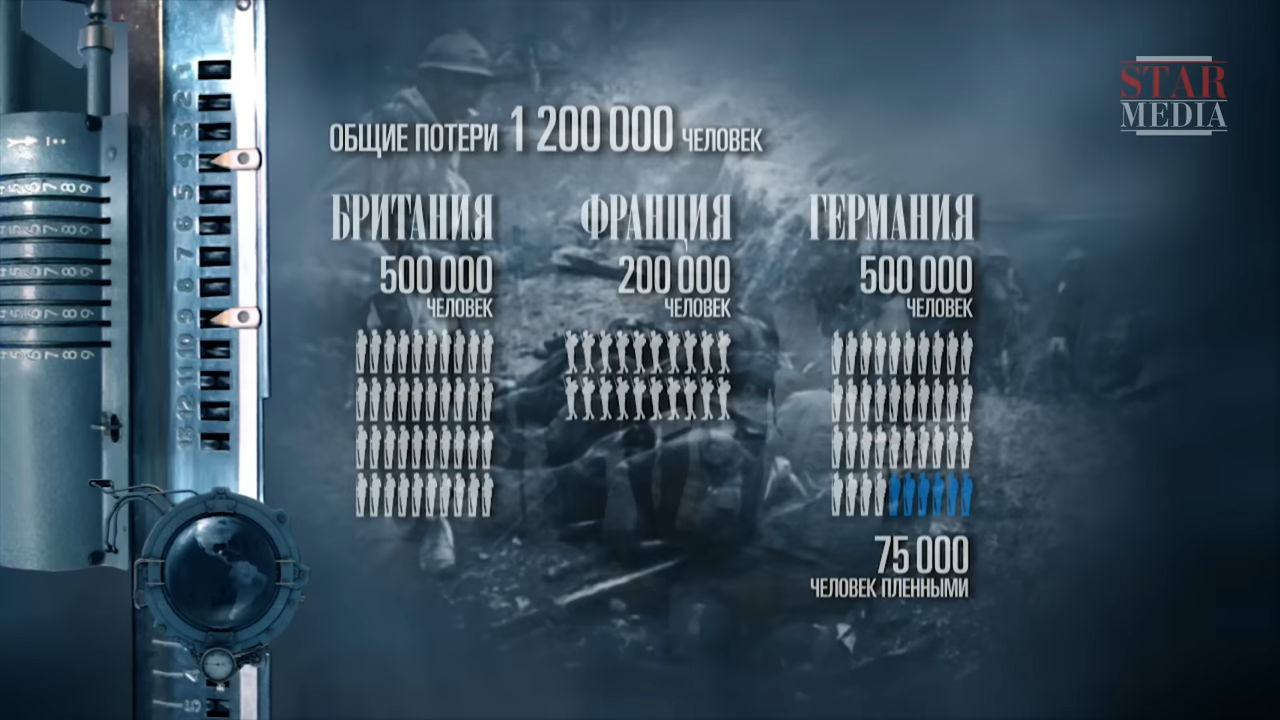 STAR
MEDIA
ОБЩИЕ ПОТЕРИ 1 200 000 ЧЕЛОВЕК
БРИТАНИЯ
500 000
ЧЕЛОВЕК
ФРАНЦИЯ
200 000
ЧЕЛОВЕК
ГЕРМАНИЯ
500 000
ЧЕЛОВЕК
75 000
ЧЕЛОВЕК ПЛЕННЫМИ